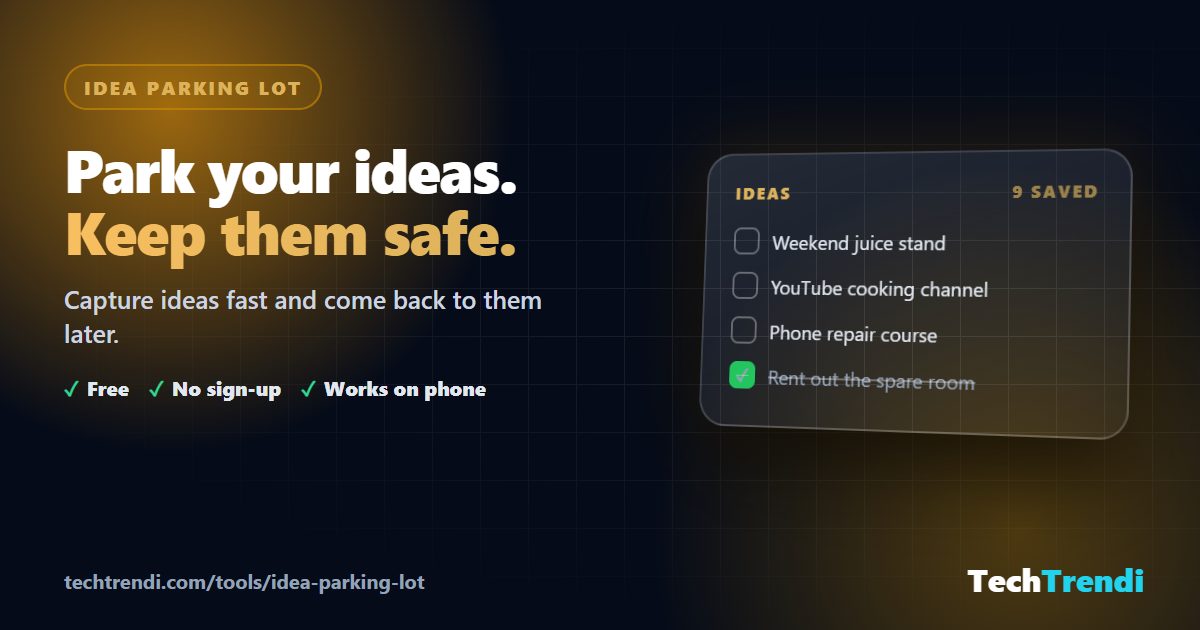 IDEA PARKING LOT
Park your ideas.
Keep them safe.
Capture ideas fast and come back to them
later.
✓ Free ✓ No sign-up ✓ Works on phone
IDEAS 9 SAVED
Weekend juice stand
YouTube cooking channel
Phone repair course
✓ Rent out the spare room
techtrendi.com/tools/idea-parking-lot
TechTrendi